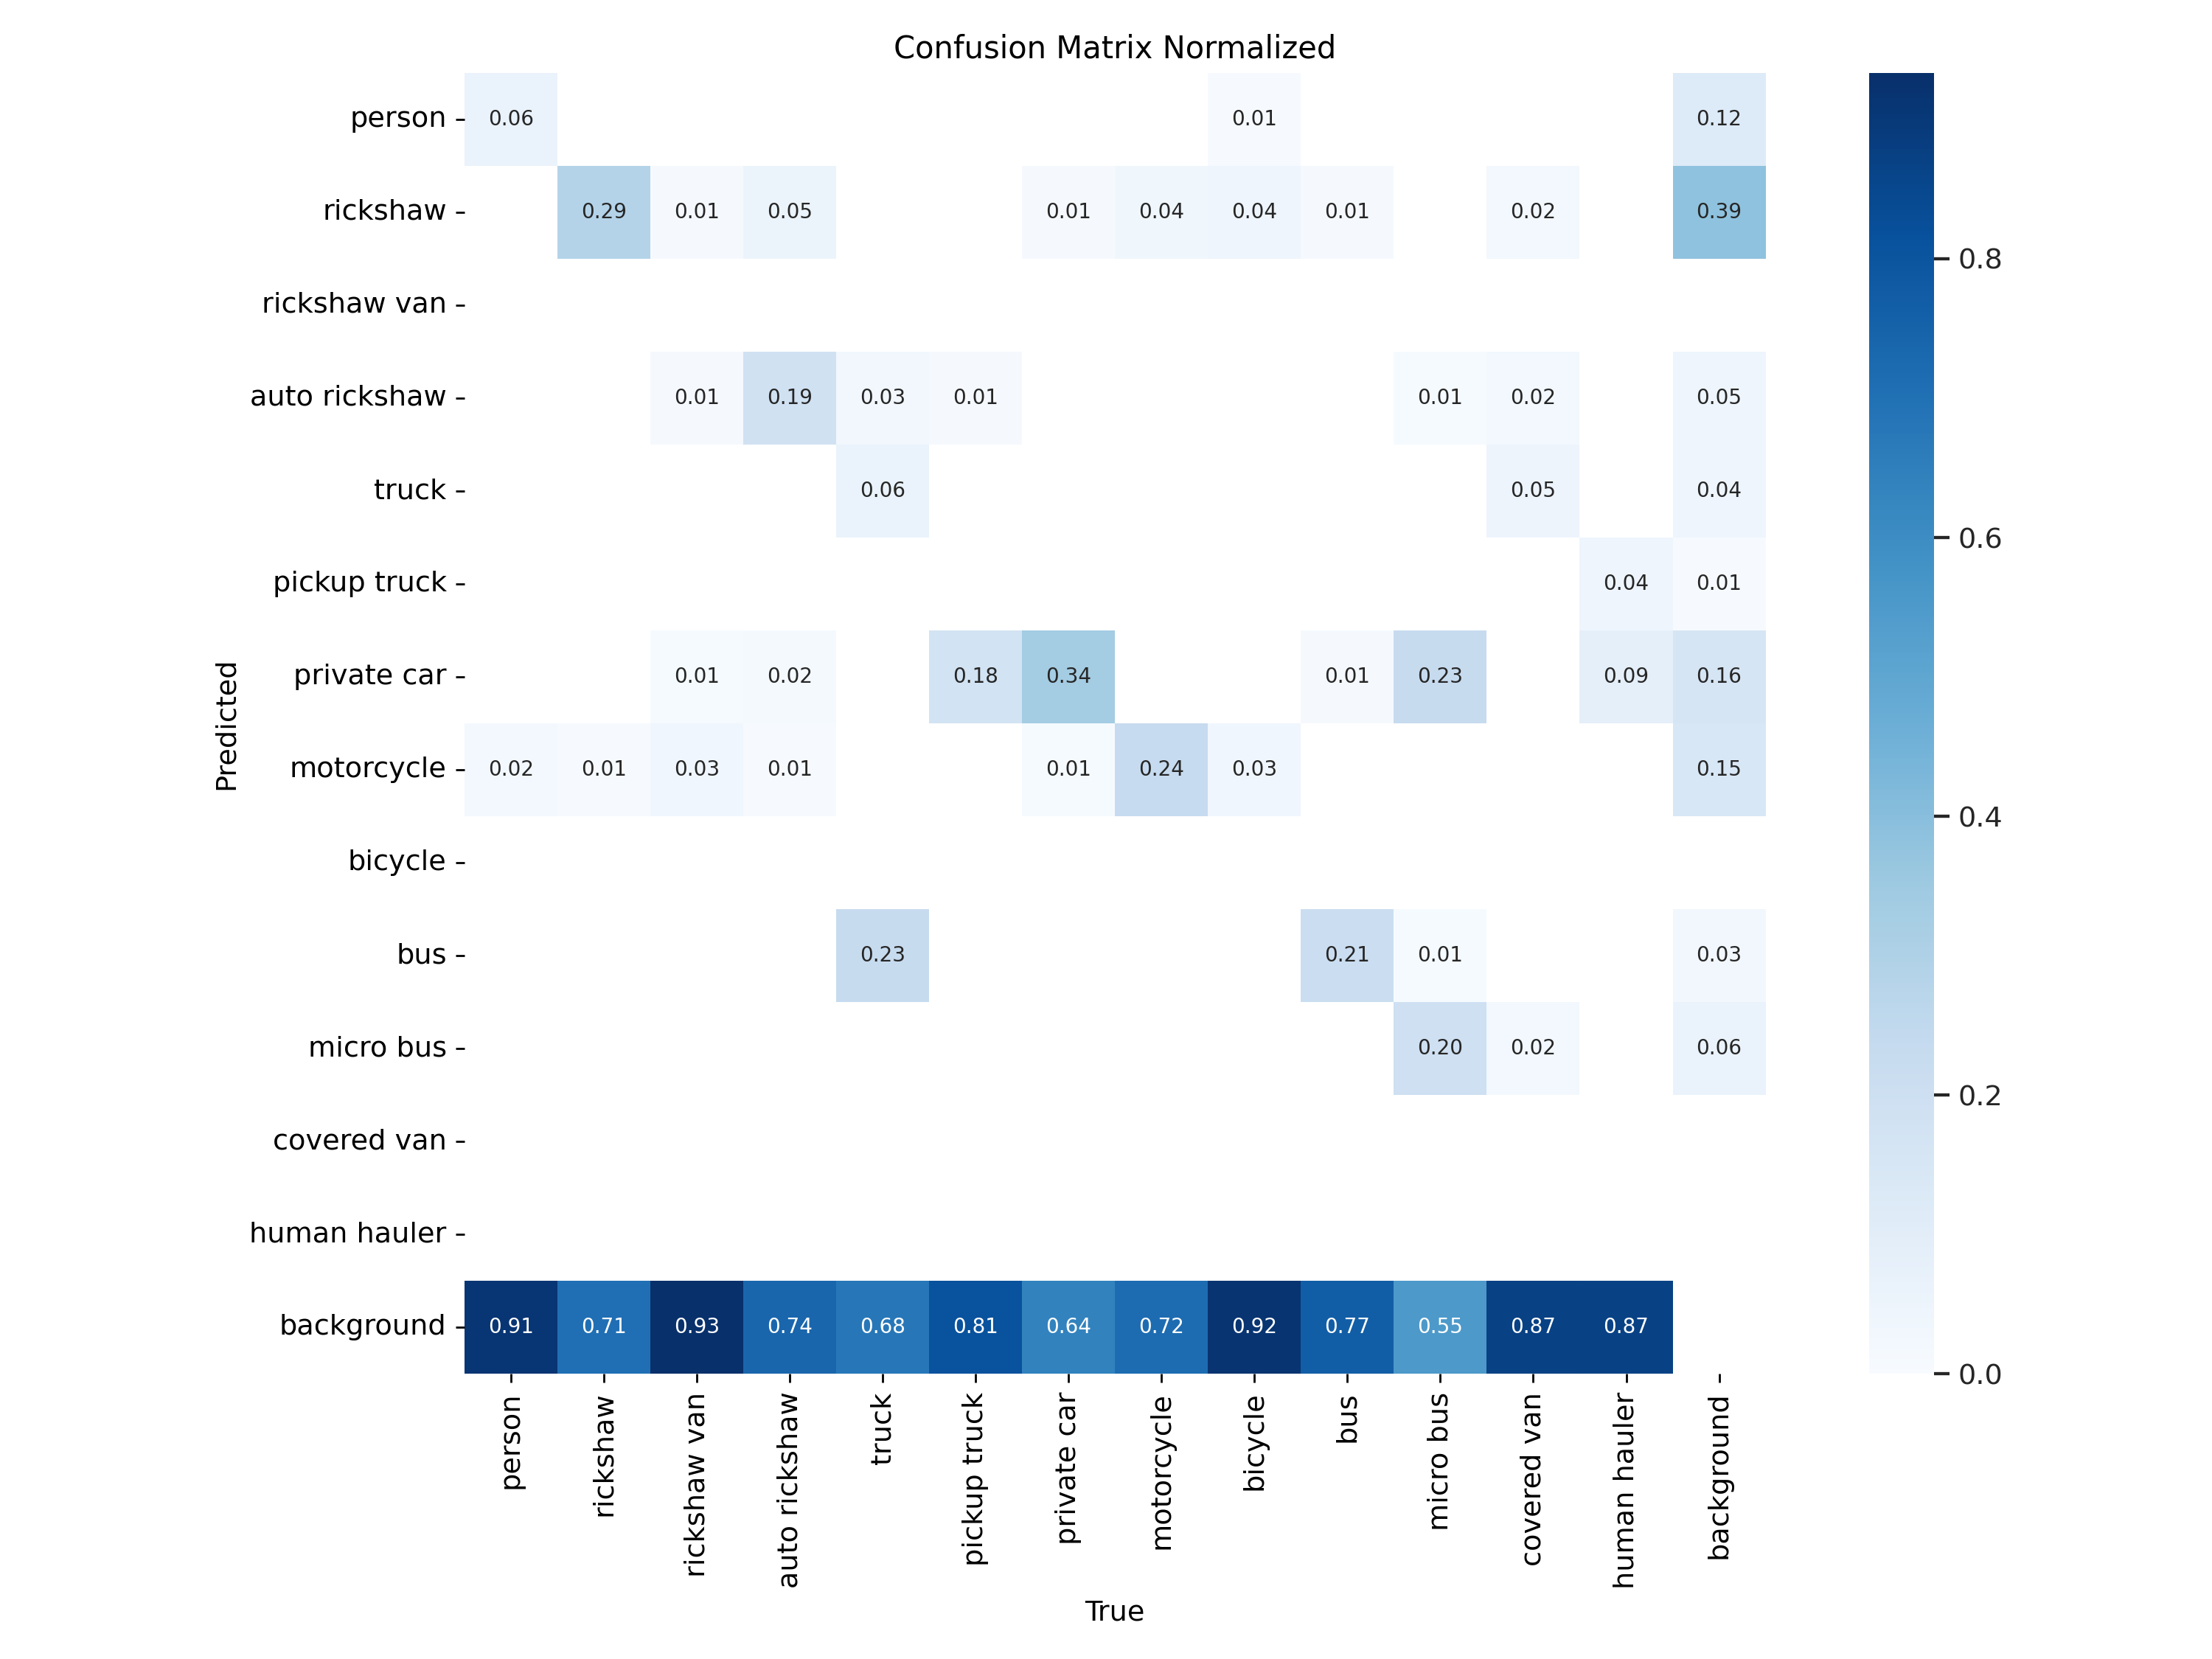 Confusion Matrix Normalized
person 0.06 0.01 0.12
rickshaw 0.29 0.01 0.05 0.01 0.04 0.04 0.01 0.02 0.39
rickshaw van
auto rickshaw 0.01 0.19 0.03 0.01 0.01 0.02 0.05
truck 0.06 0.05 0.04
pickup truck 0.04 0.01
private car 0.01 0.02 0.18 0.34 0.01 0.23 0.09 0.16
motorcycle 0.02 0.01 0.03 0.01 0.01 0.24 0.03 0.15
bicycle
bus 0.23 0.21 0.01 0.03
micro bus 0.20 0.02 0.06
covered van
human hauler
background 0.91 0.71 0.93 0.74 0.68 0.81 0.64 0.72 0.92 0.77 0.55 0.87 0.87
Predicted
person
rickshaw
rickshaw van
auto rickshaw
truck
pickup truck
private car
motorcycle
bicycle
bus
micro bus
covered van
human hauler
background
True
0.8
0.6
0.4
0.2
0.0